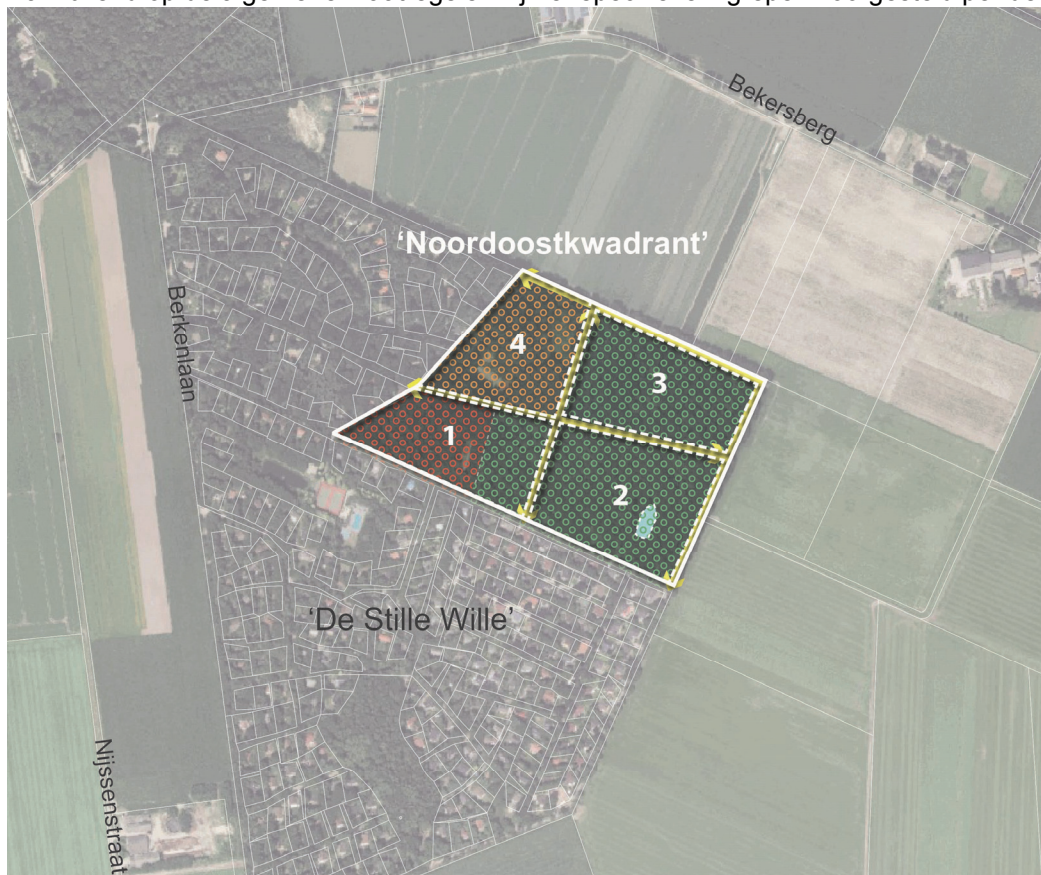 Bekersberg
‘Noordoostkwadrant’
Berkenlaan
4
3
1
2
‘De Stille Wille’
Nijssenstraat